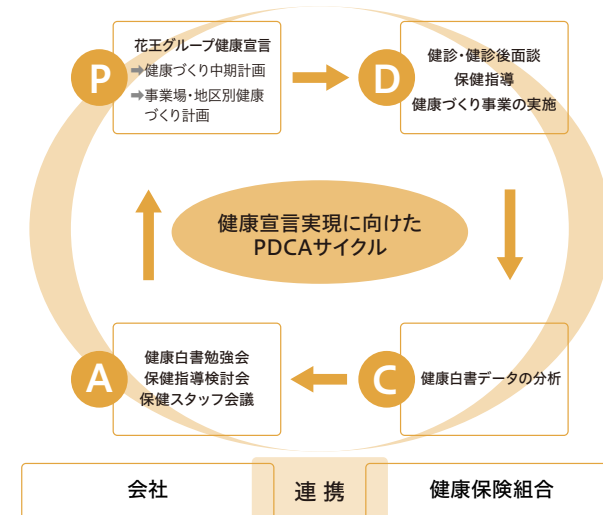 P
花王グループ健康宣言
➡健康づくり中期計画
➡事業場・地区別健康
づくり計画
D
健診・健診後面談
保健指導
健康づくり事業の実施
健康宣言実現に向けた
PDCAサイクル
A
健康白書勉強会
保健指導検討会
保健スタッフ会議
C
健康白書データの分析
会社
連携
健康保険組合